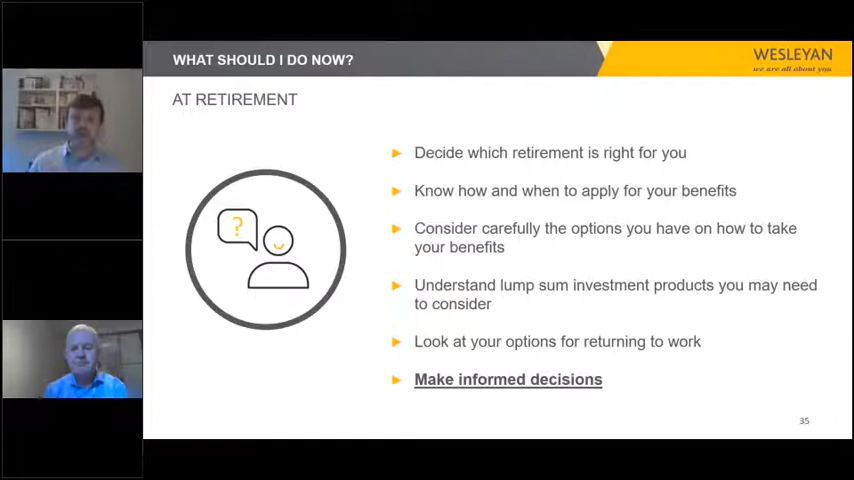 WHAT SHOULD I DO NOW?
WESLEYAN
we are all about you
AT RETIREMENT
Decide which retirement is right for you
Know how and when to apply for your benefits
Consider carefully the options you have on how to take
your benefits
Understand lump sum investment products you may need
to consider
Look at your options for returning to work
Make informed decisions
?
35